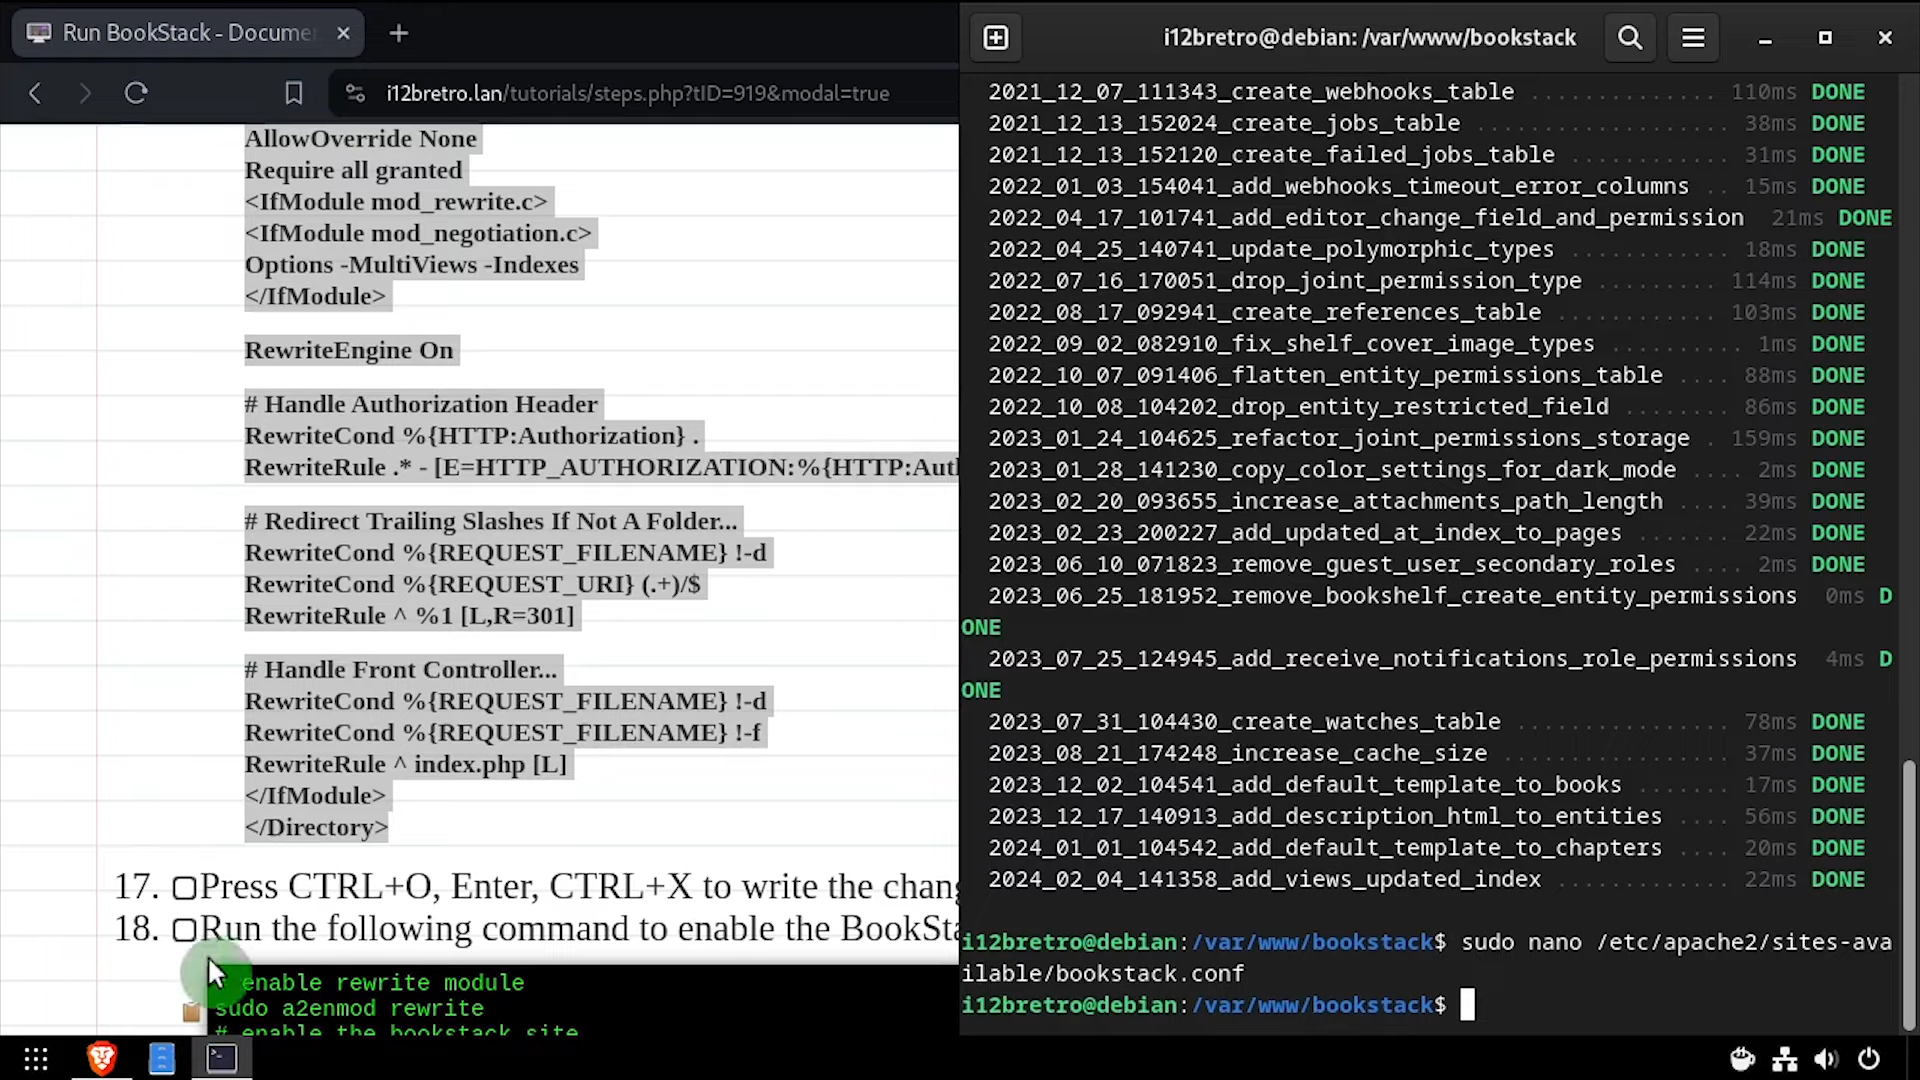 Run BookStack - Docume
i12bretro.lan/tutorials/steps.php?tID=919&modal=true
AllowOverride None
Require all granted
<IfModule mod_rewrite.c>
<IfModule mod_negotiation.c>
Options -MultiViews -Indexes
</IfModule>
RewriteEngine On
# Handle Authorization Header
RewriteCond %{HTTP:Authorization} .
RewriteRule .* - [E=HTTP_AUTHORIZATION:%{HTTP:Aut
# Redirect Trailing Slashes If Not A Folder...
RewriteCond %{REQUEST_FILENAME} !-d
RewriteCond %{REQUEST_URI} (.+)/$
RewriteRule ^ %1 [L,R=301]
# Handle Front Controller...
RewriteCond %{REQUEST_FILENAME} !-d
RewriteCond %{REQUEST_FILENAME} !-f
RewriteRule ^ index.php [L]
</IfModule>
</Directory>
17. Press CTRL+O, Enter, CTRL+X to write the chang
18. Run the following command to enable the BookSta
# enable rewrite module
sudo a2enmod rewrite
# enable the bookstack site
i12bretro@debian: /var/www/bookstack
2021_12_07_111343_create_webhooks_table .............. 110ms DONE
2021_12_13_152024_create_jobs_table .................. 38ms DONE
2021_12_13_152120_create_failed_jobs_table ............ 31ms DONE
2022_01_03_154041_add_webhooks_timeout_error_columns .. 15ms DONE
2022_04_17_101741_add_editor_change_field_and_permission 21ms DONE
2022_04_25_140741_update_polymorphic_types ............ 18ms DONE
2022_07_16_170051_drop_joint_permission_type ......... 114ms DONE
2022_08_17_092941_create_references_table ............ 103ms DONE
2022_09_02_082910_fix_shelf_cover_image_types .......... 1ms DONE
2022_10_07_091406_flatten_entity_permissions_table .... 88ms DONE
2022_10_08_104202_drop_entity_restricted_field ........ 86ms DONE
2023_01_24_104625_refactor_joint_permissions_storage . 159ms DONE
2023_01_28_141230_copy_color_settings_for_dark_mode .... 2ms DONE
2023_02_20_093655_increase_attachments_path_length .... 39ms DONE
2023_02_23_200227_add_updated_at_index_to_pages ....... 22ms DONE
2023_06_10_071823_remove_guest_user_secondary_roles .... 2ms DONE
2023_06_25_181952_remove_bookshelf_create_entity_permissions 0ms D
ONE
2023_07_25_124945_add_receive_notifications_role_permissions 4ms D
ONE
2023_07_31_104430_create_watches_table ................ 78ms DONE
2023_08_21_174248_increase_cache_size ................. 37ms DONE
2023_12_02_104541_add_default_template_to_books ....... 17ms DONE
2023_12_17_140913_add_description_html_to_entities .... 56ms DONE
2024_01_01_104542_add_default_template_to_chapters .... 20ms DONE
2024_02_04_141358_add_views_updated_index ............. 22ms DONE
i12bretro@debian:/var/www/bookstack$ sudo nano /etc/apache2/sites-ava
ilable/bookstack.conf
i12bretro@debian:/var/www/bookstack$